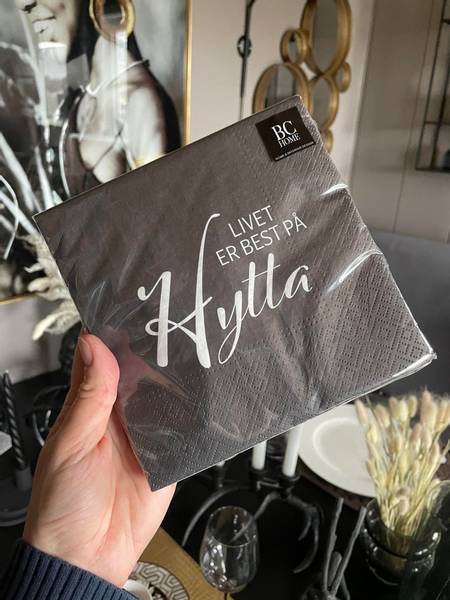 BC
HOME
LIVET
ER BEST PÅ
Hytta